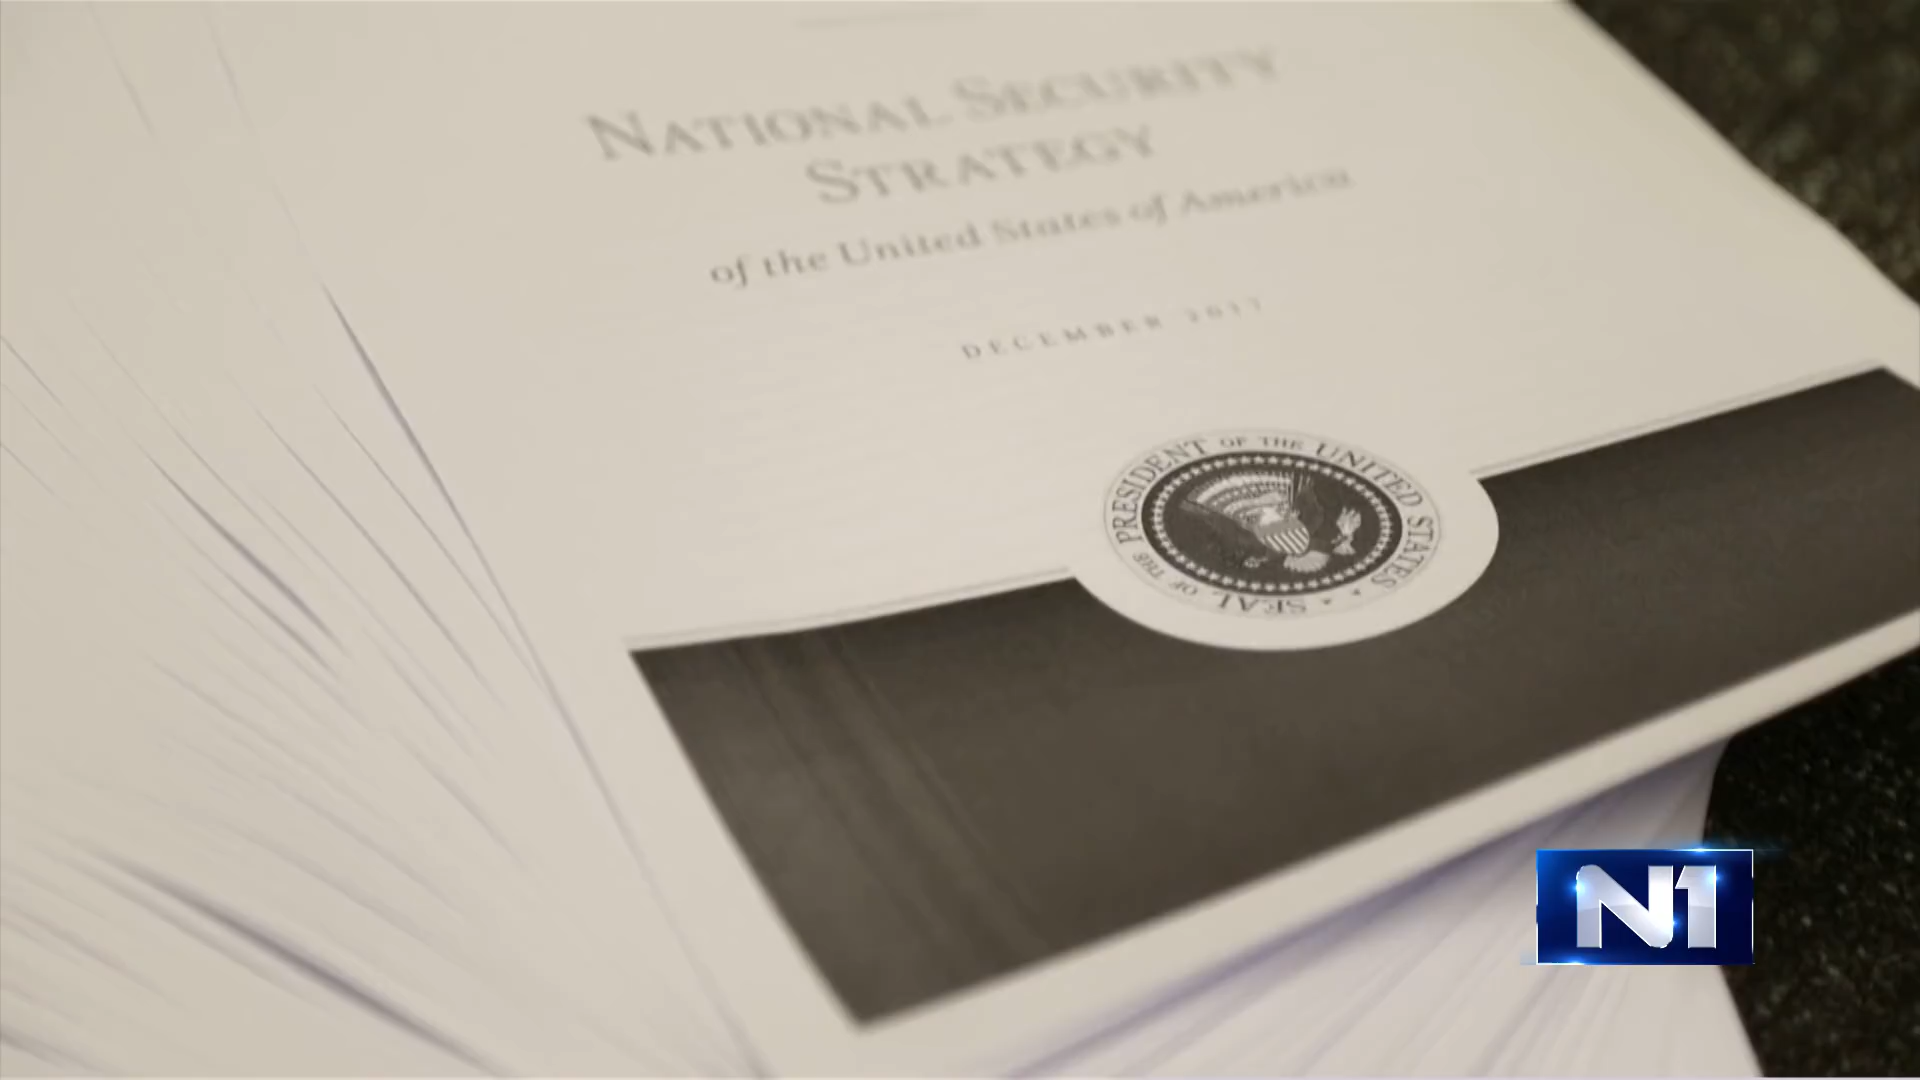 NATIONAL SECURITY
STRATEGY
of the United States of America
DECEMBER 2017
SEAL OF THE PRESIDENT OF THE UNITED STATES
N1